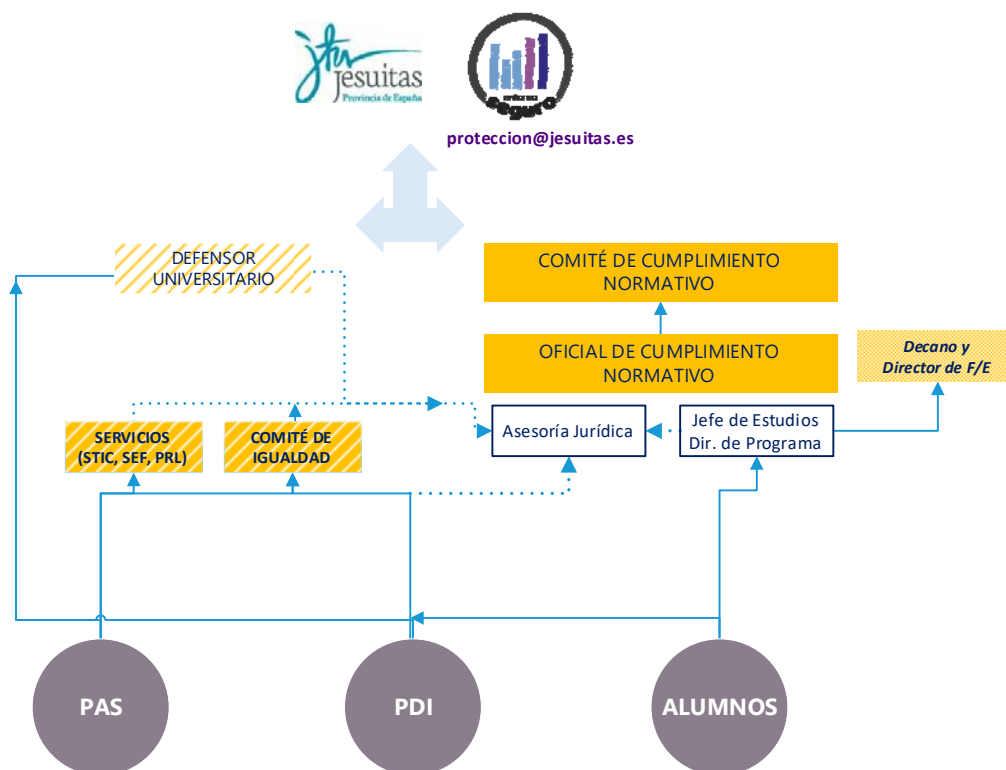 jesuitas
Provincia de España
seguro
proteccion@jesuitas.es
DEFENSOR
UNIVERSITARIO
COMITÉ DE CUMPLIMIENTO
NORMATIVO
OFICIAL DE CUMPLIMIENTO
NORMATIVO
Decano y
Director de F/E
SERVICIOS
(STIC, SEF, PRL)
COMITÉ DE
IGUALDAD
Asesoría Jurídica
Jefe de Estudios
Dir. de Programa
PAS
PDI
ALUMNOS